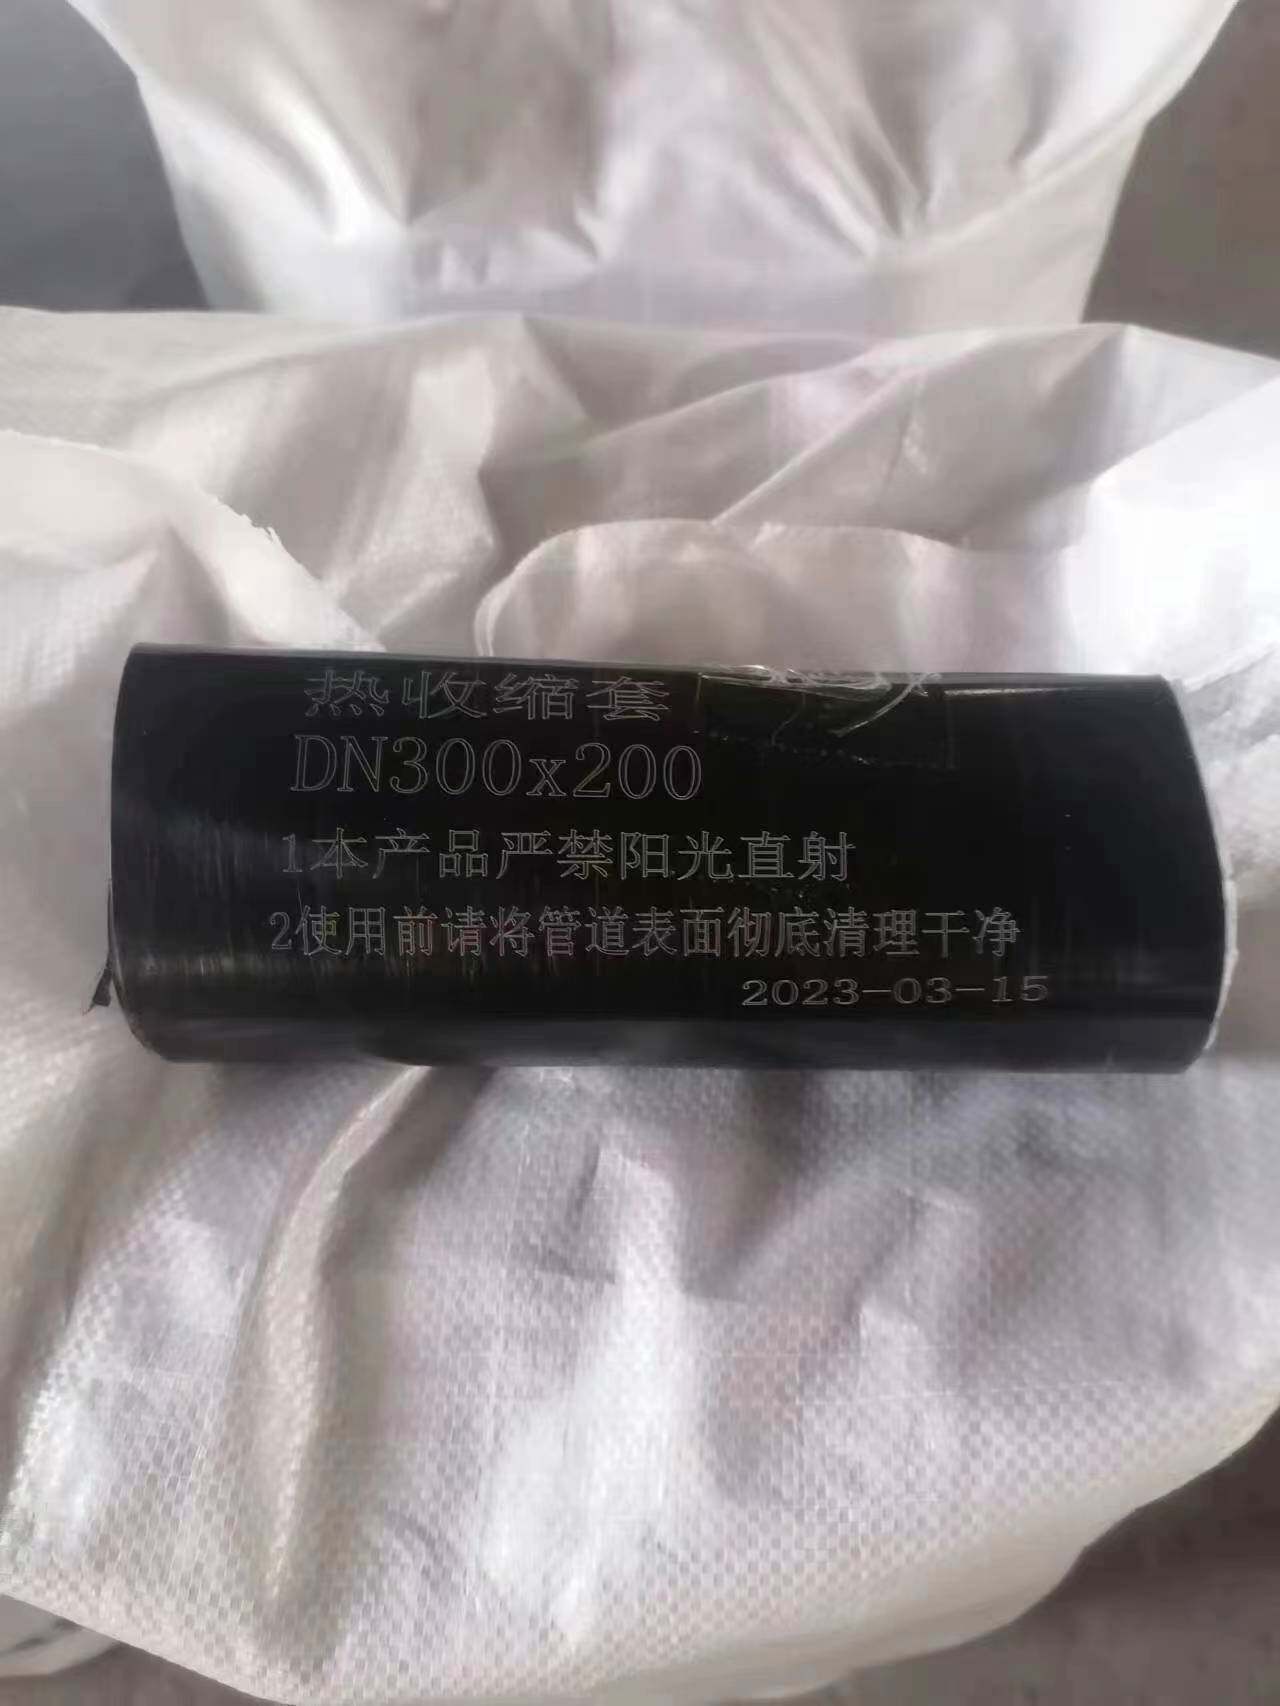 热收缩套
DN300x200
1本产品严禁阳光直射
2使用前请将管道表面彻底清理干净
2023-03-15